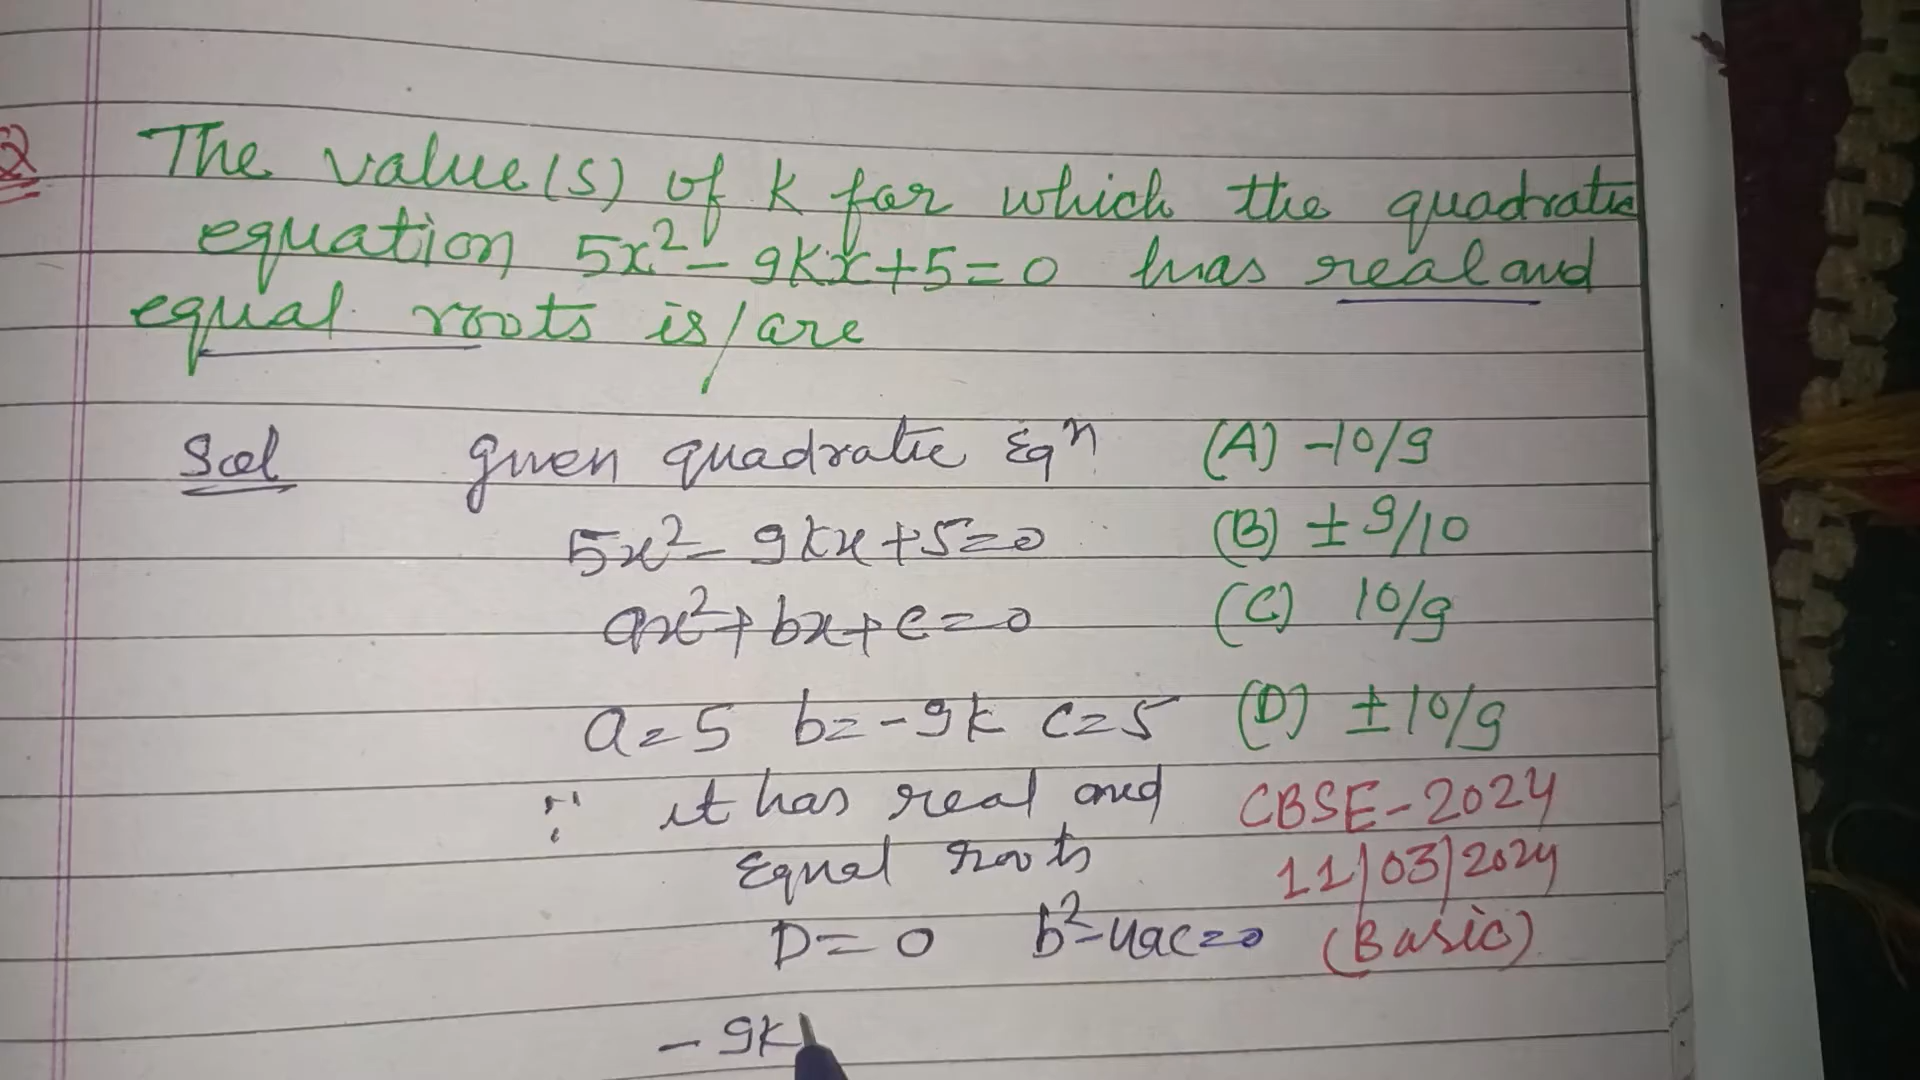 Q The value(s) of k for which the quadratic
equation 5x² - 9kx + 5 = 0 has real and
equal roots is/are
Sol given quadratic Eqⁿ (A) -10/9
5x² - 9kx + 5 = 0 (B) ± 9/10
ax² + bx + c = 0 (C) 10/9
a = 5 b = -9k c = 5 (D) ± 10/9
∵ it has real and CBSE-2024
Equal roots 11/03/2024
D = 0 b² - 4ac = 0 (Basic)
- 9k